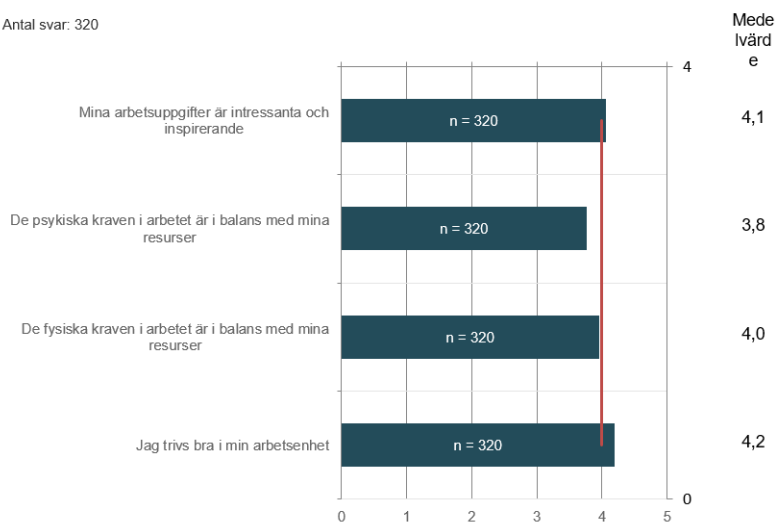 Antal svar: 320
Mede
lvärd
e
4
Mina arbetsuppgifter är intressanta och
inspirerande
n = 320
4,1
De psykiska kraven i arbetet är i balans med mina
resurser
n = 320
3,8
De fysiska kraven i arbetet är i balans med mina
resurser
n = 320
4,0
Jag trivs bra i min arbetsenhet
n = 320
4,2
0
0 1 2 3 4 5